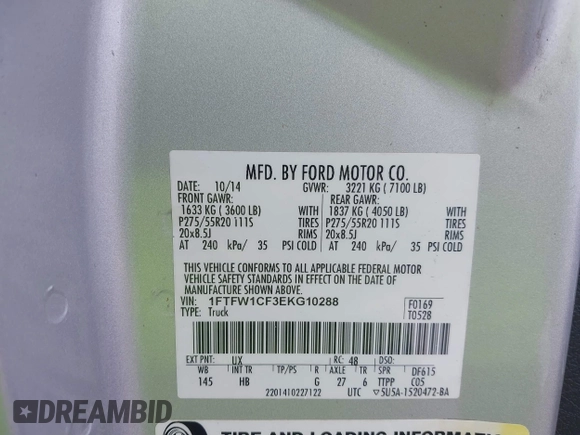 MFD. BY FORD MOTOR CO.
DATE: 10/14 GVWR: 3221 KG ( 7100 LB)
FRONT GAWR: REAR GAWR:
1633 KG ( 3600 LB) WITH 1837 KG ( 4050 LB) WITH
P275/55R20 111S TIRES P275/55R20 111S TIRES
20x8.5J RIMS 20x8.5J RIMS
AT 240 kPa/ 35 PSI COLD AT 240 kPa/ 35 PSI COLD
THIS VEHICLE CONFORMS TO ALL APPLICABLE FEDERAL MOTOR
VEHICLE SAFETY STANDARDS IN EFFECT ON THE DATE OF
MANUFACTURE SHOWN ABOVE.
VIN: 1FTFW1CF3EKG10288 F0169
TYPE: Truck T0528
EXT PNT: UX RC: 48 DSO:
WB INT TR TP/PS R AXLE TR SPR DF615
145 HB G 27 6 TTPP C05
2201410227122 UTC ▽5U5A-1520472-BA
DREAMBID
TIRE AND LOADING INFORMATION